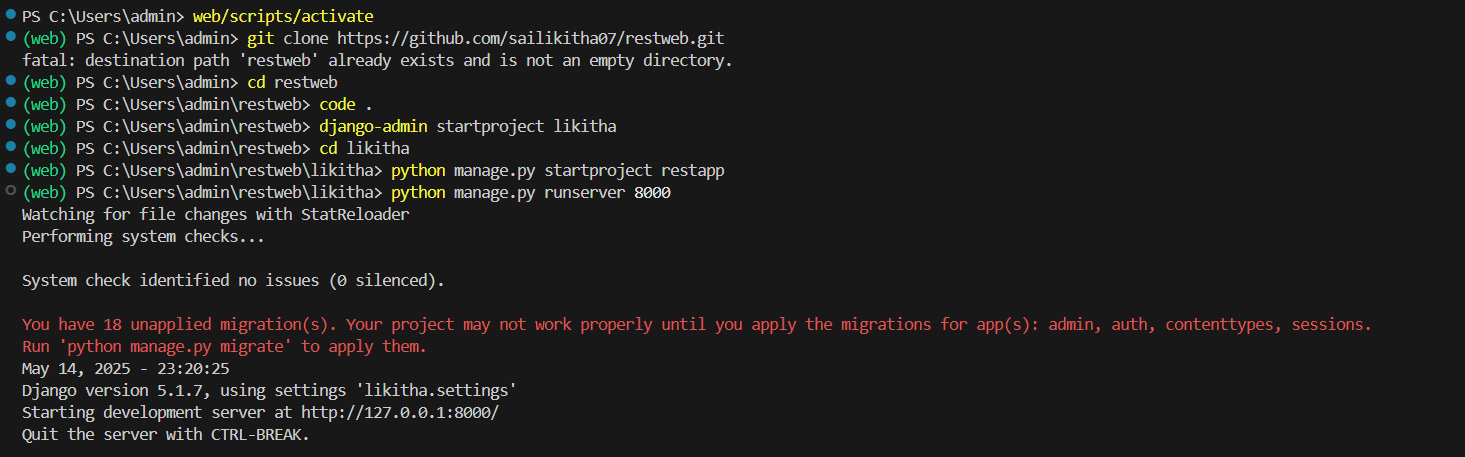 PS C:\Users\admin> web/scripts/activate
(web) PS C:\Users\admin> git clone https://github.com/sailikitha07/restweb.git
fatal: destination path 'restweb' already exists and is not an empty directory.
(web) PS C:\Users\admin> cd restweb
(web) PS C:\Users\admin\restweb> code .
(web) PS C:\Users\admin\restweb> django-admin startproject likitha
(web) PS C:\Users\admin\restweb> cd likitha
(web) PS C:\Users\admin\restweb\likitha> python manage.py startproject restapp
(web) PS C:\Users\admin\restweb\likitha> python manage.py runserver 8000
Watching for file changes with StatReloader
Performing system checks...
System check identified no issues (0 silenced).
You have 18 unapplied migration(s). Your project may not work properly until you apply the migrations for app(s): admin, auth, contenttypes, sessions.
Run 'python manage.py migrate' to apply them.
May 14, 2025 - 23:20:25
Django version 5.1.7, using settings 'likitha.settings'
Starting development server at http://127.0.0.1:8000/
Quit the server with CTRL-BREAK.